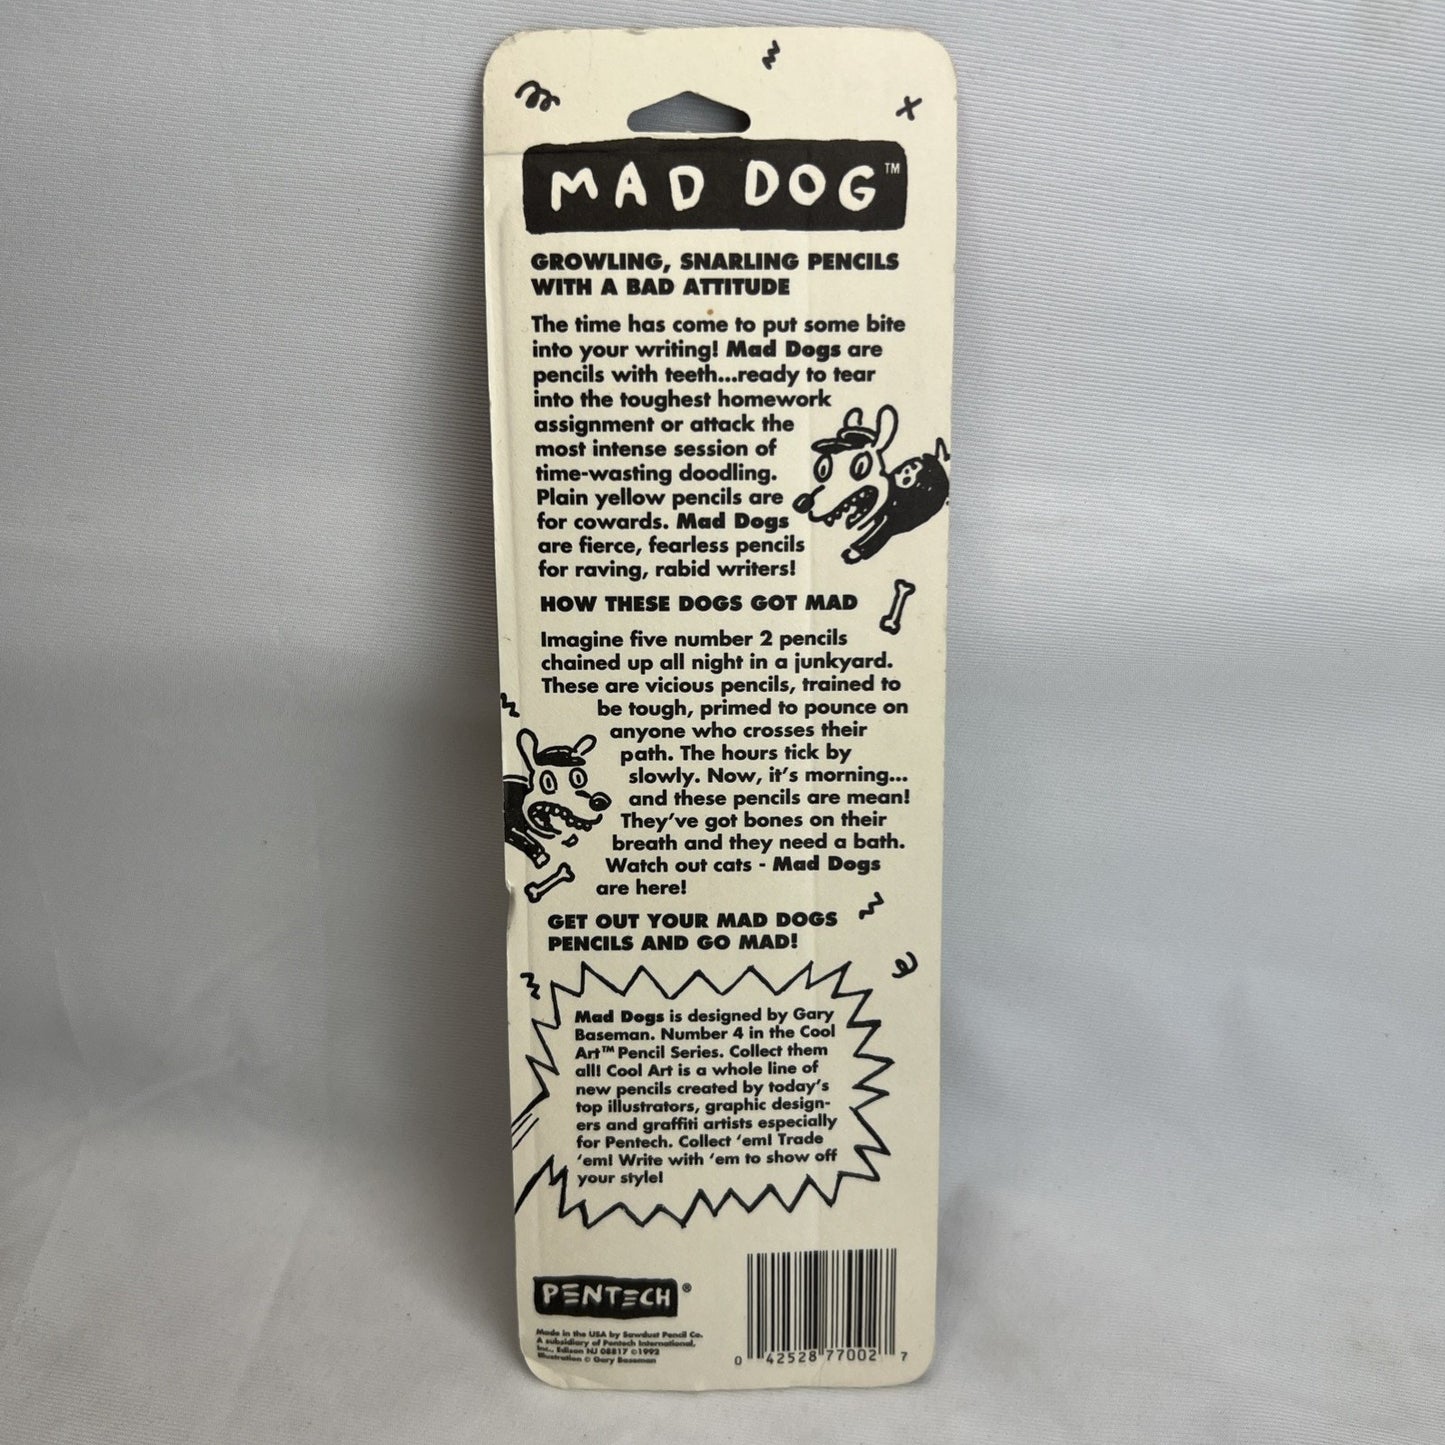 MAD DOG™
GROWLING, SNARLING PENCILS
WITH A BAD ATTITUDE
The time has come to put some bite
into your writing! Mad Dogs are
pencils with teeth...ready to tear
into the toughest homework
assignment or attack the
most intense session of
time-wasting doodling.
Plain yellow pencils are
for cowards. Mad Dogs
are fierce, fearless pencils
for raving, rabid writers!
HOW THESE DOGS GOT MAD
Imagine five number 2 pencils
chained up all night in a junkyard.
These are vicious pencils, trained to
be tough, primed to pounce on
anyone who crosses their
path. The hours tick by
slowly. Now, it's morning...
and these pencils are mean!
They've got bones on their
breath and they need a bath.
Watch out cats - Mad Dogs
are here!
GET OUT YOUR MAD DOGS
PENCILS AND GO MAD!
Mad Dogs is designed by Gary
Baseman. Number 4 in the Cool
Art™ Pencil Series. Collect them
all! Cool Art is a whole line of
new pencils created by today's
top illustrators, graphic design-
ers and graffiti artists especially
for Pentech. Collect 'em! Trade
'em! Write with 'em to show off
your style!
PENTECH®
Made in the USA by Sawdust Pencil Co.
A subsidiary of Pentech International,
Inc., Edison NJ 08817 ©1992
Illustration © Gary Baseman
0 42528 77002 7